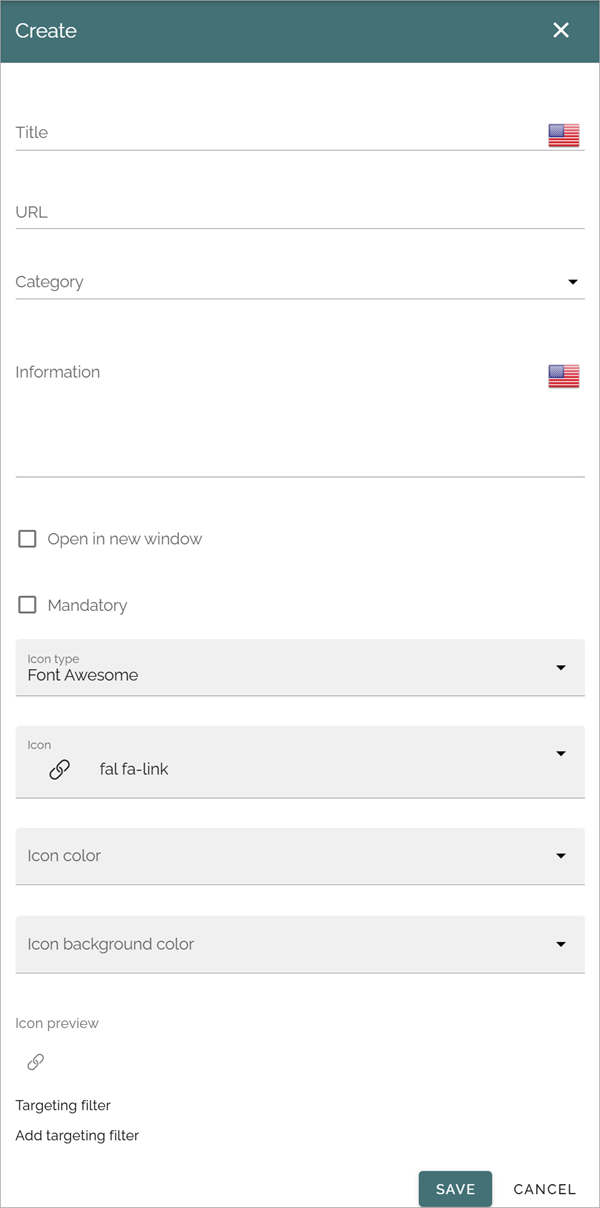 Create
Title
URL
Category
Information
Open in new window
Mandatory
Icon type
Font Awesome
Icon
fal fa-link
Icon color
Icon background color
Icon preview
Targeting filter
Add targeting filter
SAVE CANCEL